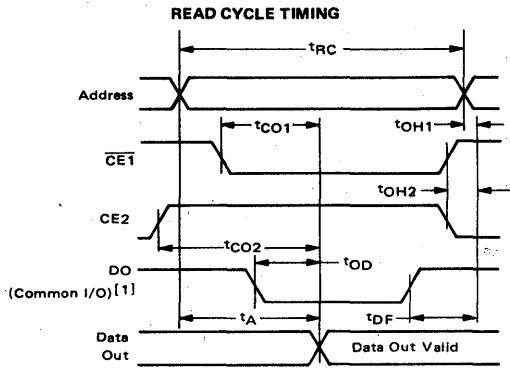 READ CYCLE TIMING
tRC
Address
tCO1
tOH1
CE1
tOH2
CE2
tCO2
tOD
DO
(Common I/O)[1]
tA
tDF
Data
Out
Data Out Valid